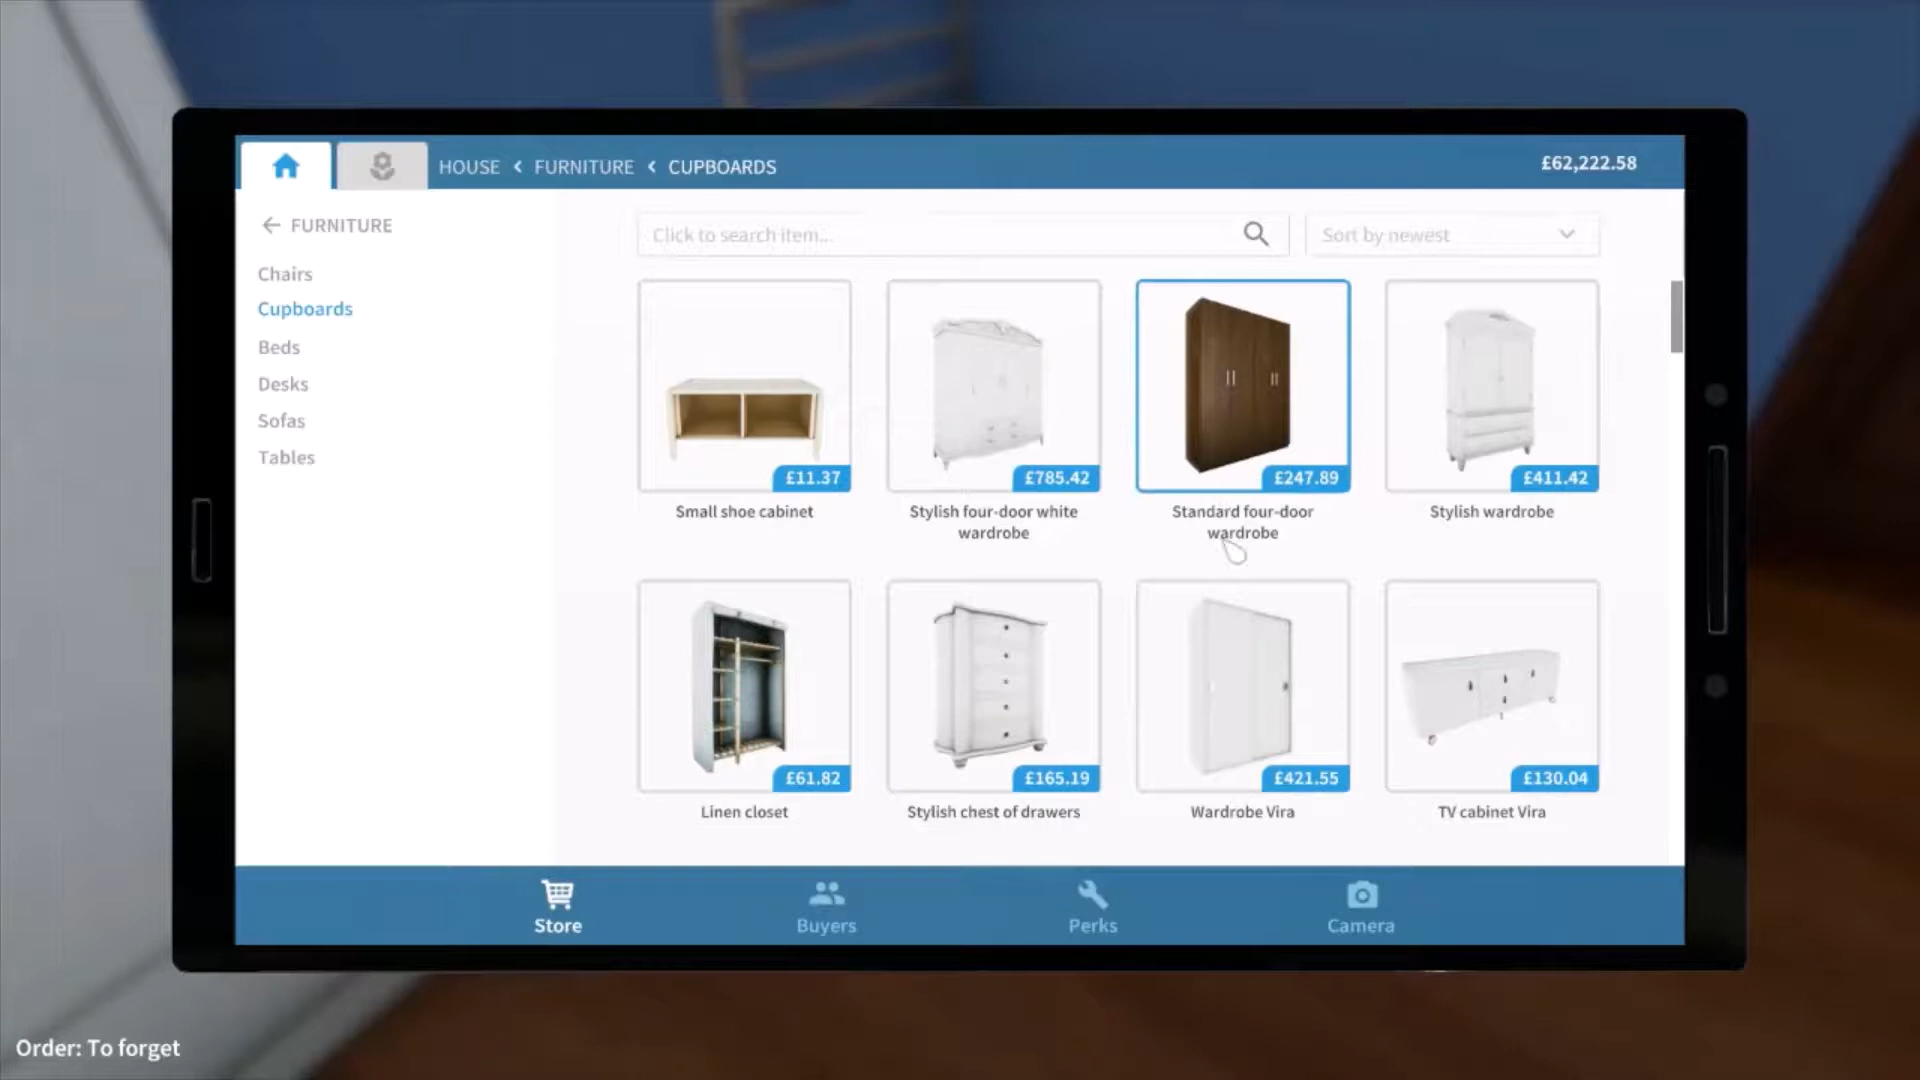 HOUSE < FURNITURE < CUPBOARDS
£62,222.58
← FURNITURE
Chairs
Cupboards
Beds
Desks
Sofas
Tables
Click to search item...
Sort by newest
£11.37
Small shoe cabinet
£785.42
Stylish four-door white
wardrobe
£247.89
Standard four-door
wardrobe
£411.42
Stylish wardrobe
£61.82
Linen closet
£165.19
Stylish chest of drawers
£421.55
Wardrobe Vira
£130.04
TV cabinet Vira
Store
Buyers
Perks
Camera
Order: To forget